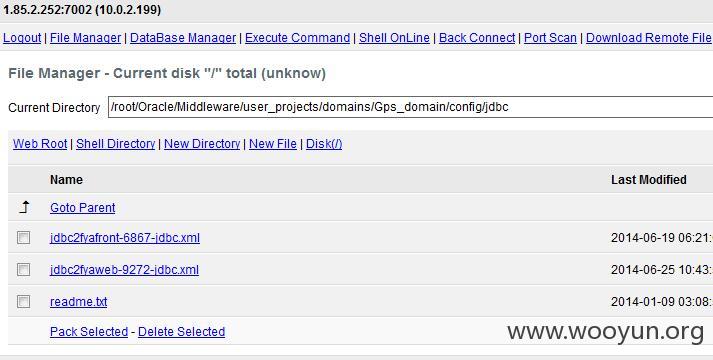 1.85.2.252:7002 (10.0.2.199)
Logout | File Manager | DataBase Manager | Execute Command | Shell OnLine | Back Connect | Port Scan | Download Remote File
File Manager - Current disk "/" total (unknow)
Current Directory /root/Oracle/Middleware/user_projects/domains/Gps_domain/config/jdbc
Web Root | Shell Directory | New Directory | New File | Disk(/)
Name Last Modified
Goto Parent
jdbc2fyafront-6867-jdbc.xml 2014-06-19 06:21:
jdbc2fyaweb-9272-jdbc.xml 2014-06-25 10:43:
readme.txt 2014-01-09 03:08:
Pack Selected - Delete Selected
www.wooyun.org